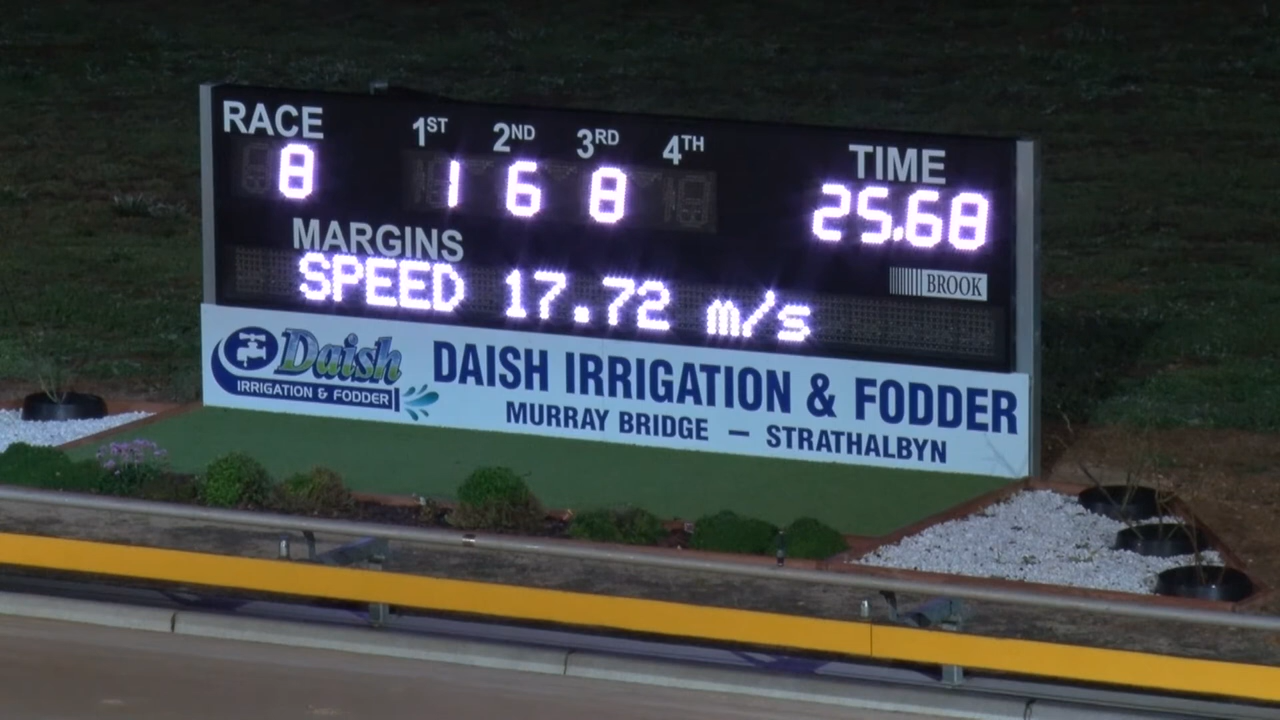 RACE 1ST 2ND 3RD 4TH TIME
8 1 6 8 25.68
MARGINS
BROOK
SPEED 17.72 m/s
Daish
IRRIGATION & FODDER
DAISH IRRIGATION & FODDER
MURRAY BRIDGE – STRATHALBYN